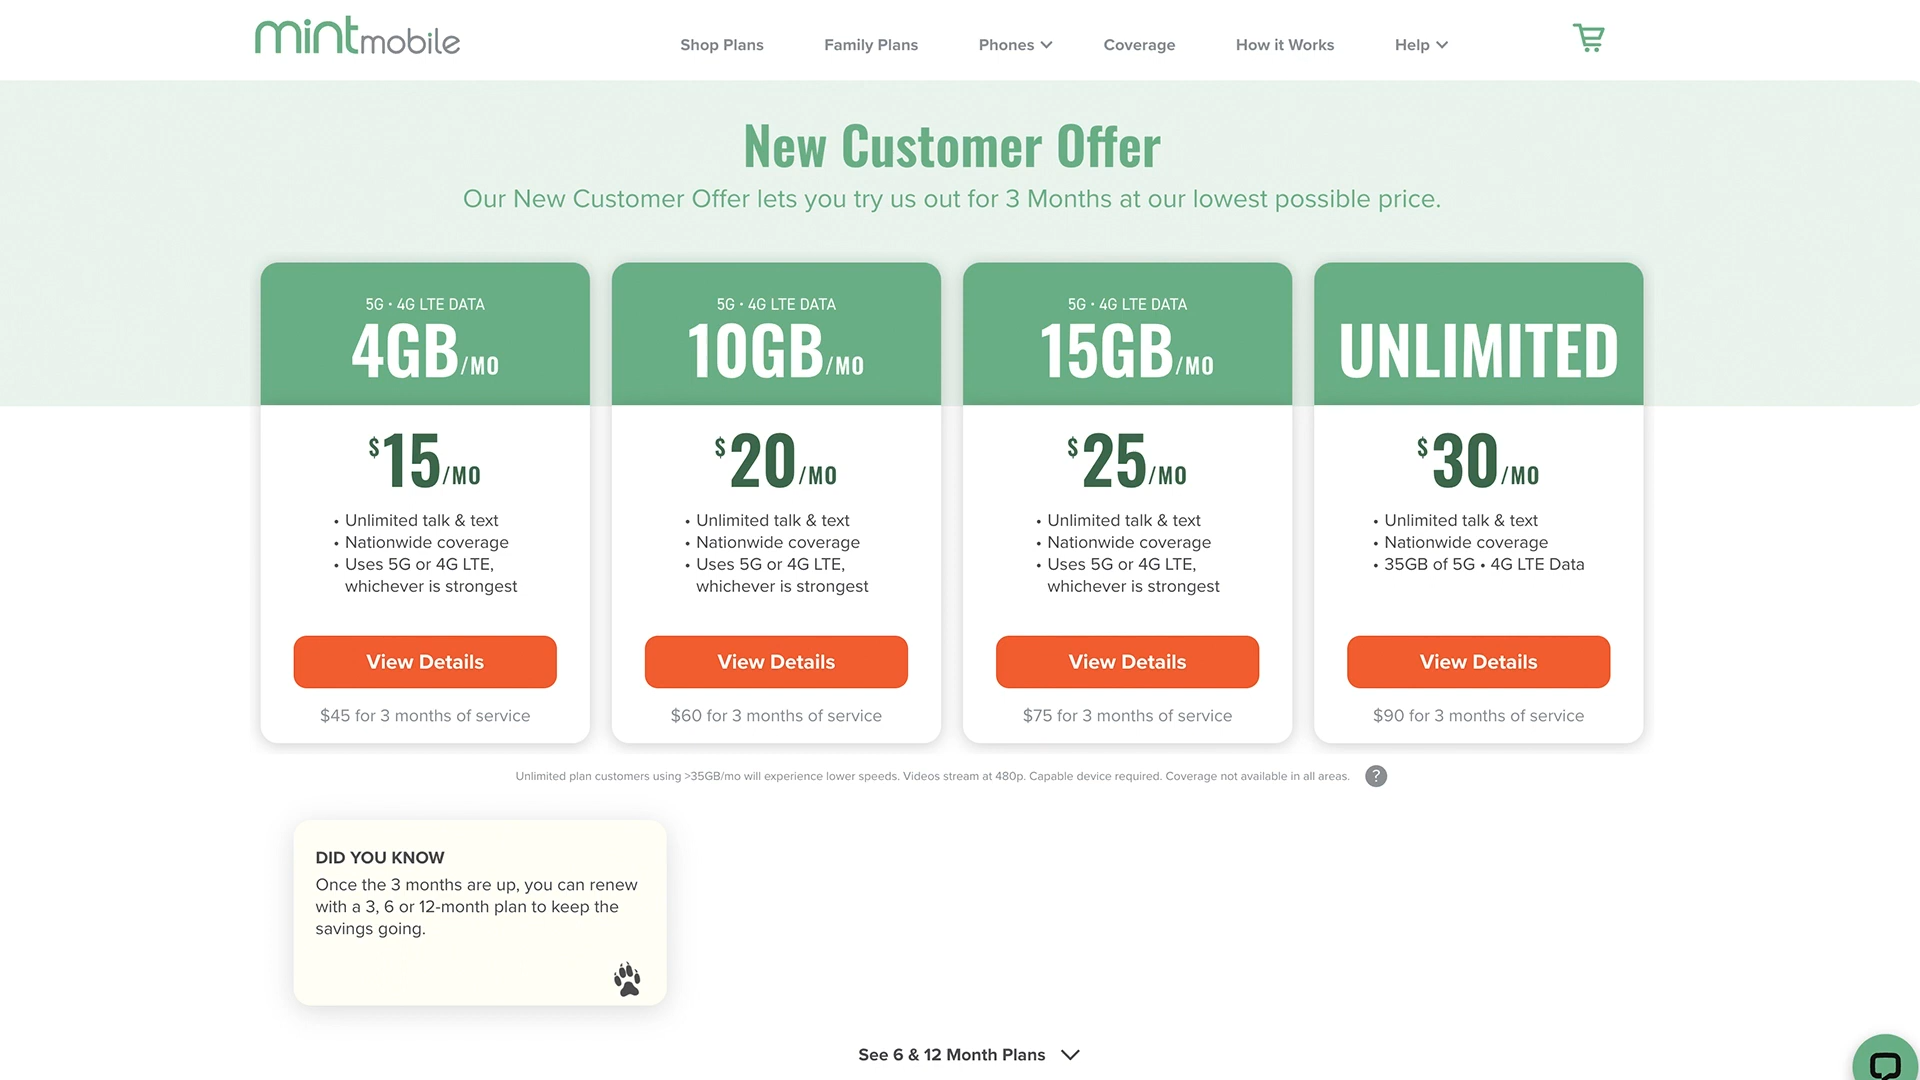 mintmobile
Shop Plans
Family Plans
Phones
Coverage
How it Works
Help
New Customer Offer
Our New Customer Offer lets you try us out for 3 Months at our lowest possible price.
5G • 4G LTE DATA
4GB/MO
$15/MO
• Unlimited talk & text
• Nationwide coverage
• Uses 5G or 4G LTE,
whichever is strongest
View Details
$45 for 3 months of service
5G • 4G LTE DATA
10GB/MO
$20/MO
• Unlimited talk & text
• Nationwide coverage
• Uses 5G or 4G LTE,
whichever is strongest
View Details
$60 for 3 months of service
5G • 4G LTE DATA
15GB/MO
$25/MO
• Unlimited talk & text
• Nationwide coverage
• Uses 5G or 4G LTE,
whichever is strongest
View Details
$75 for 3 months of service
UNLIMITED
$30/MO
• Unlimited talk & text
• Nationwide coverage
• 35GB of 5G • 4G LTE Data
View Details
$90 for 3 months of service
Unlimited plan customers using >35GB/mo will experience lower speeds. Videos stream at 480p. Capable device required. Coverage not available in all areas. ?
DID YOU KNOW
Once the 3 months are up, you can renew
with a 3, 6 or 12-month plan to keep the
savings going.
See 6 & 12 Month Plans